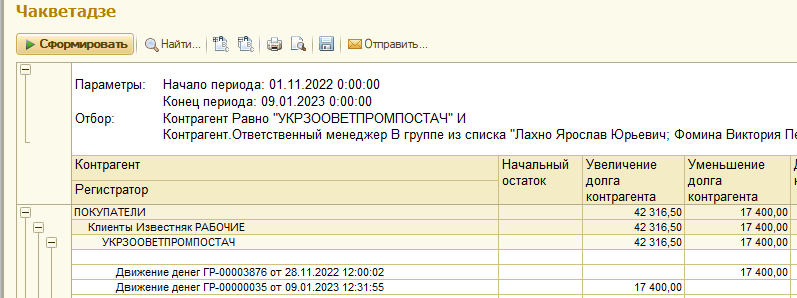 Чакветадзе
Сформировать Найти... Отправить...
Параметры: Начало периода: 01.11.2022 0:00:00
Конец периода: 09.01.2023 0:00:00
Отбор: Контрагент Равно "УКРЗООВЕТПРОМПОСТАЧ" И
Контрагент.Ответственный менеджер В группе из списка "Лахно Ярослав Юрьевич; Фомина Виктория Пе
Контрагент Начальный остаток Увеличение долга контрагента Уменьшение долга контрагента
Регистратор
ПОКУПАТЕЛИ 42 316,50 17 400,00
Клиенты Известняк РАБОЧИЕ 42 316,50 17 400,00
УКРЗООВЕТПРОМПОСТАЧ 42 316,50 17 400,00
Движение денег ГР-00003876 от 28.11.2022 12:00:02 17 400,00
Движение денег ГР-00000035 от 09.01.2023 12:31:55 17 400,00